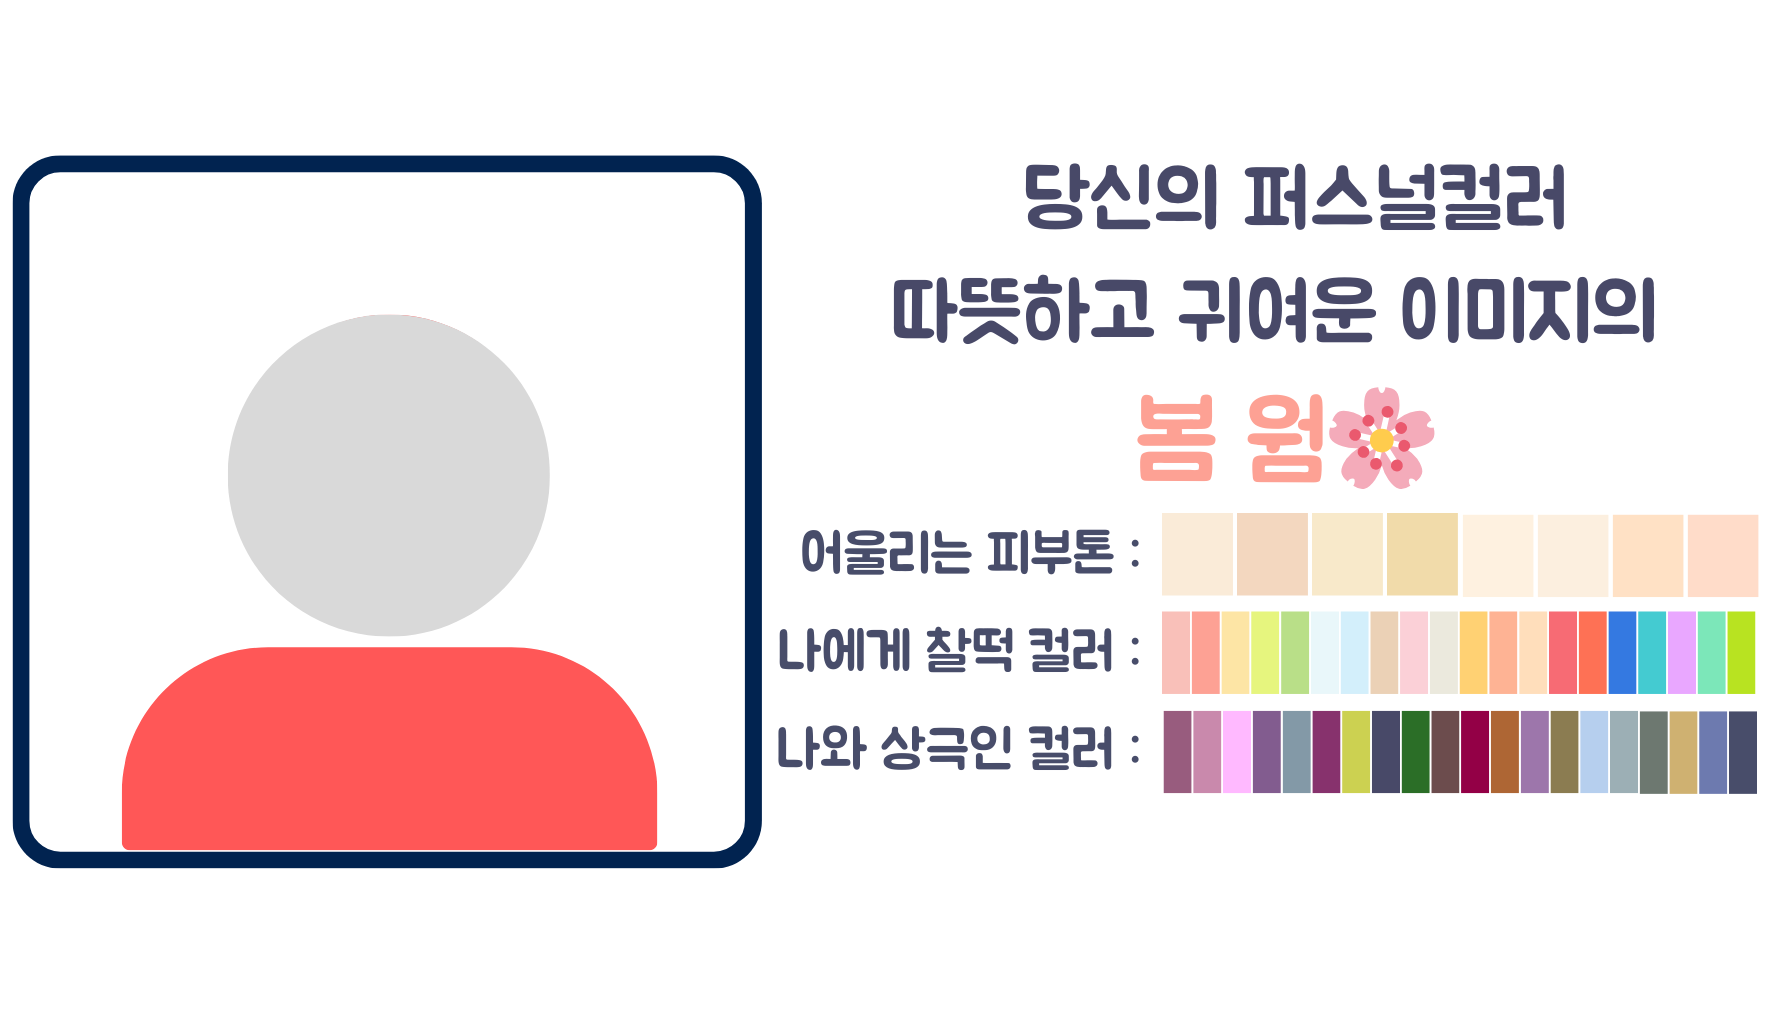 당신의 퍼스널컬러
따뜻하고 귀여운 이미지의
봄 웜
어울리는 피부톤 :
나에게 찰떡 컬러 :
나와 상극인 컬러 :